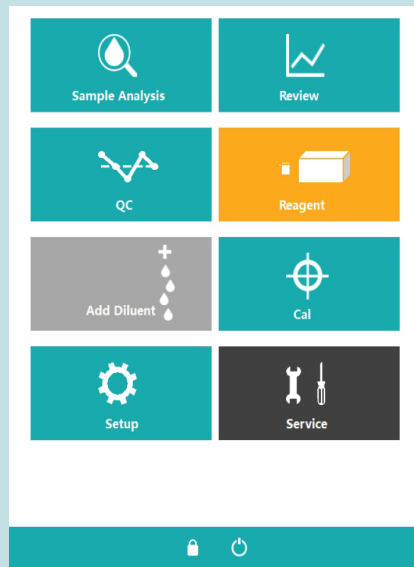 Sample Analysis
Review
QC
Reagent
Add Diluent
Cal
Setup
Service